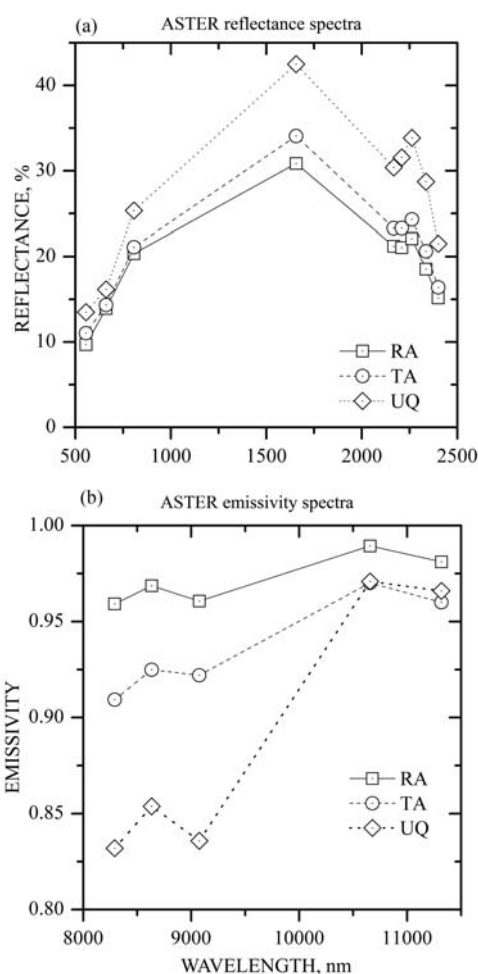 (a) ASTER reflectance spectra
REFLECTANCE, %
40
30
20
10
0
RA
TA
UQ
500 1000 1500 2000 2500
(b) ASTER emissivity spectra
EMISSIVITY
1.00
0.95
0.90
0.85
0.80
RA
TA
UQ
8000 9000 10000 11000
WAVELENGTH, nm